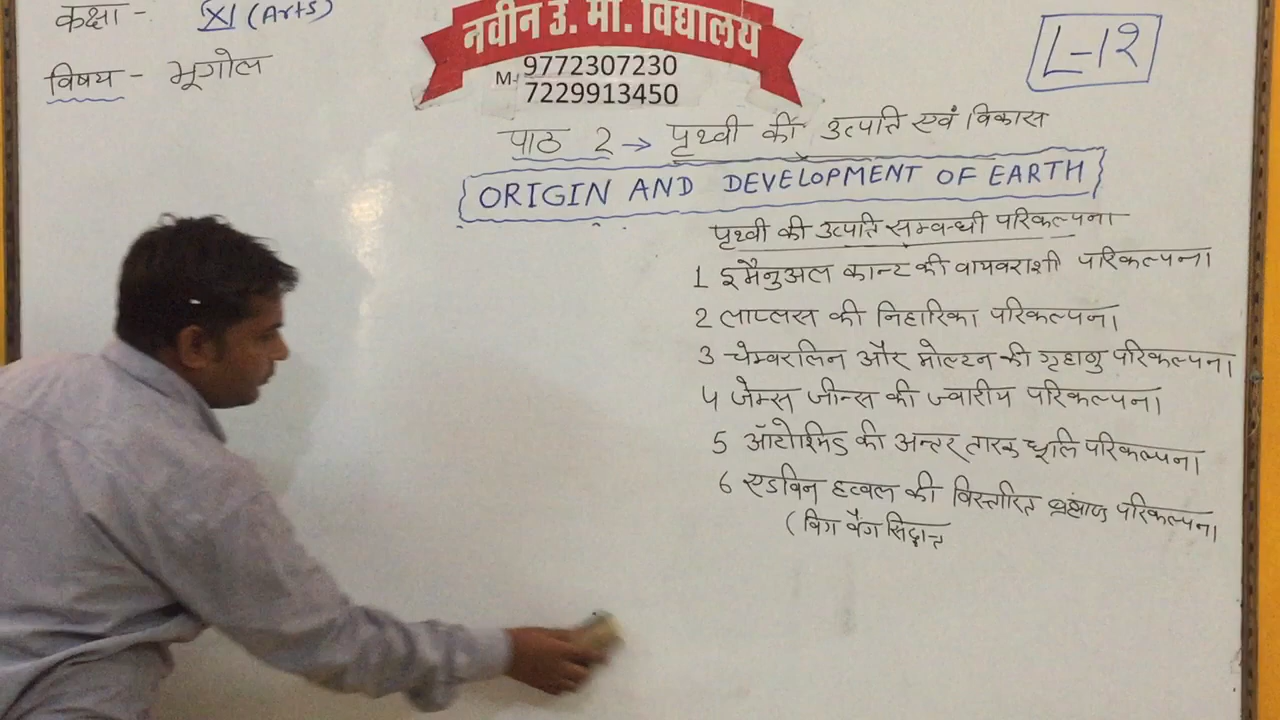 कक्षा - XI (Arts)
विषय - भूगोल
नवीन उ. मा. विद्यालय
M- 9772307230
7229913450
L-12
पाठ 2 → पृथ्वी की उत्पति एवं विकास
ORIGIN AND DEVELOPMENT OF EARTH
पृथ्वी की उत्पति सम्बन्धी परिकल्पना
1 इमैनुअल कान्ट की वायवराशी परिकल्पना
2 लाप्लस की निहारिका परिकल्पना
3 चेम्बरलिन और मोल्टन की गृहाणु परिकल्पना
4 जेम्स जीन्स की ज्वारीय परिकल्पना
5 ऑटोश्मिड की अन्तर तारक धूलि परिकल्पना
6 एडविन हब्बल की विस्तारित ब्रह्माण्ड परिकल्पना
(बिग बैंग सिद्धान्त